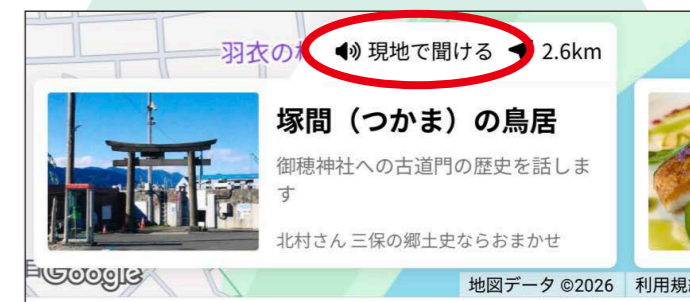 羽衣の
現地で聞ける 2.6km
塚間（つかま）の鳥居
御穂神社への古道門の歴史を話しま
す
北村さん 三保の郷土史ならおまかせ
Google
地図データ ©2026 利用規